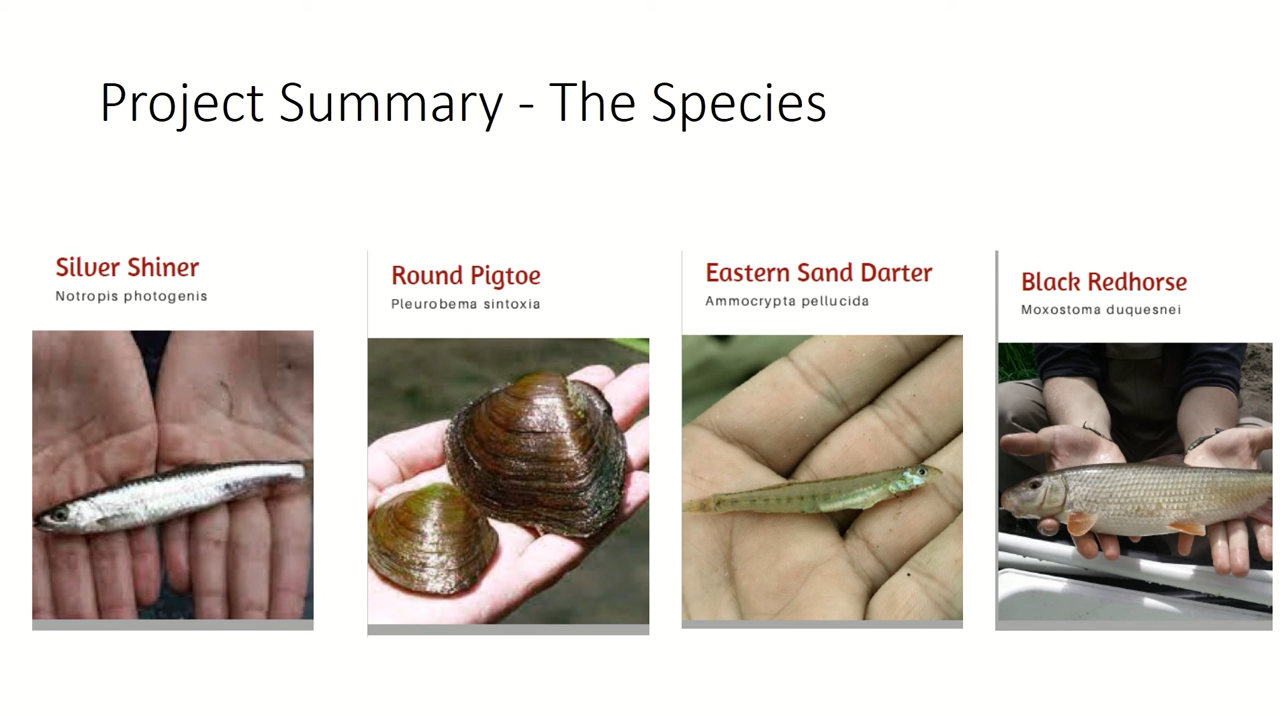 Project Summary - The Species
Silver Shiner
Notropis photogenis
Round Pigtoe
Pleurobema sintoxia
Eastern Sand Darter
Ammocrypta pellucida
Black Redhorse
Moxostoma duquesnei